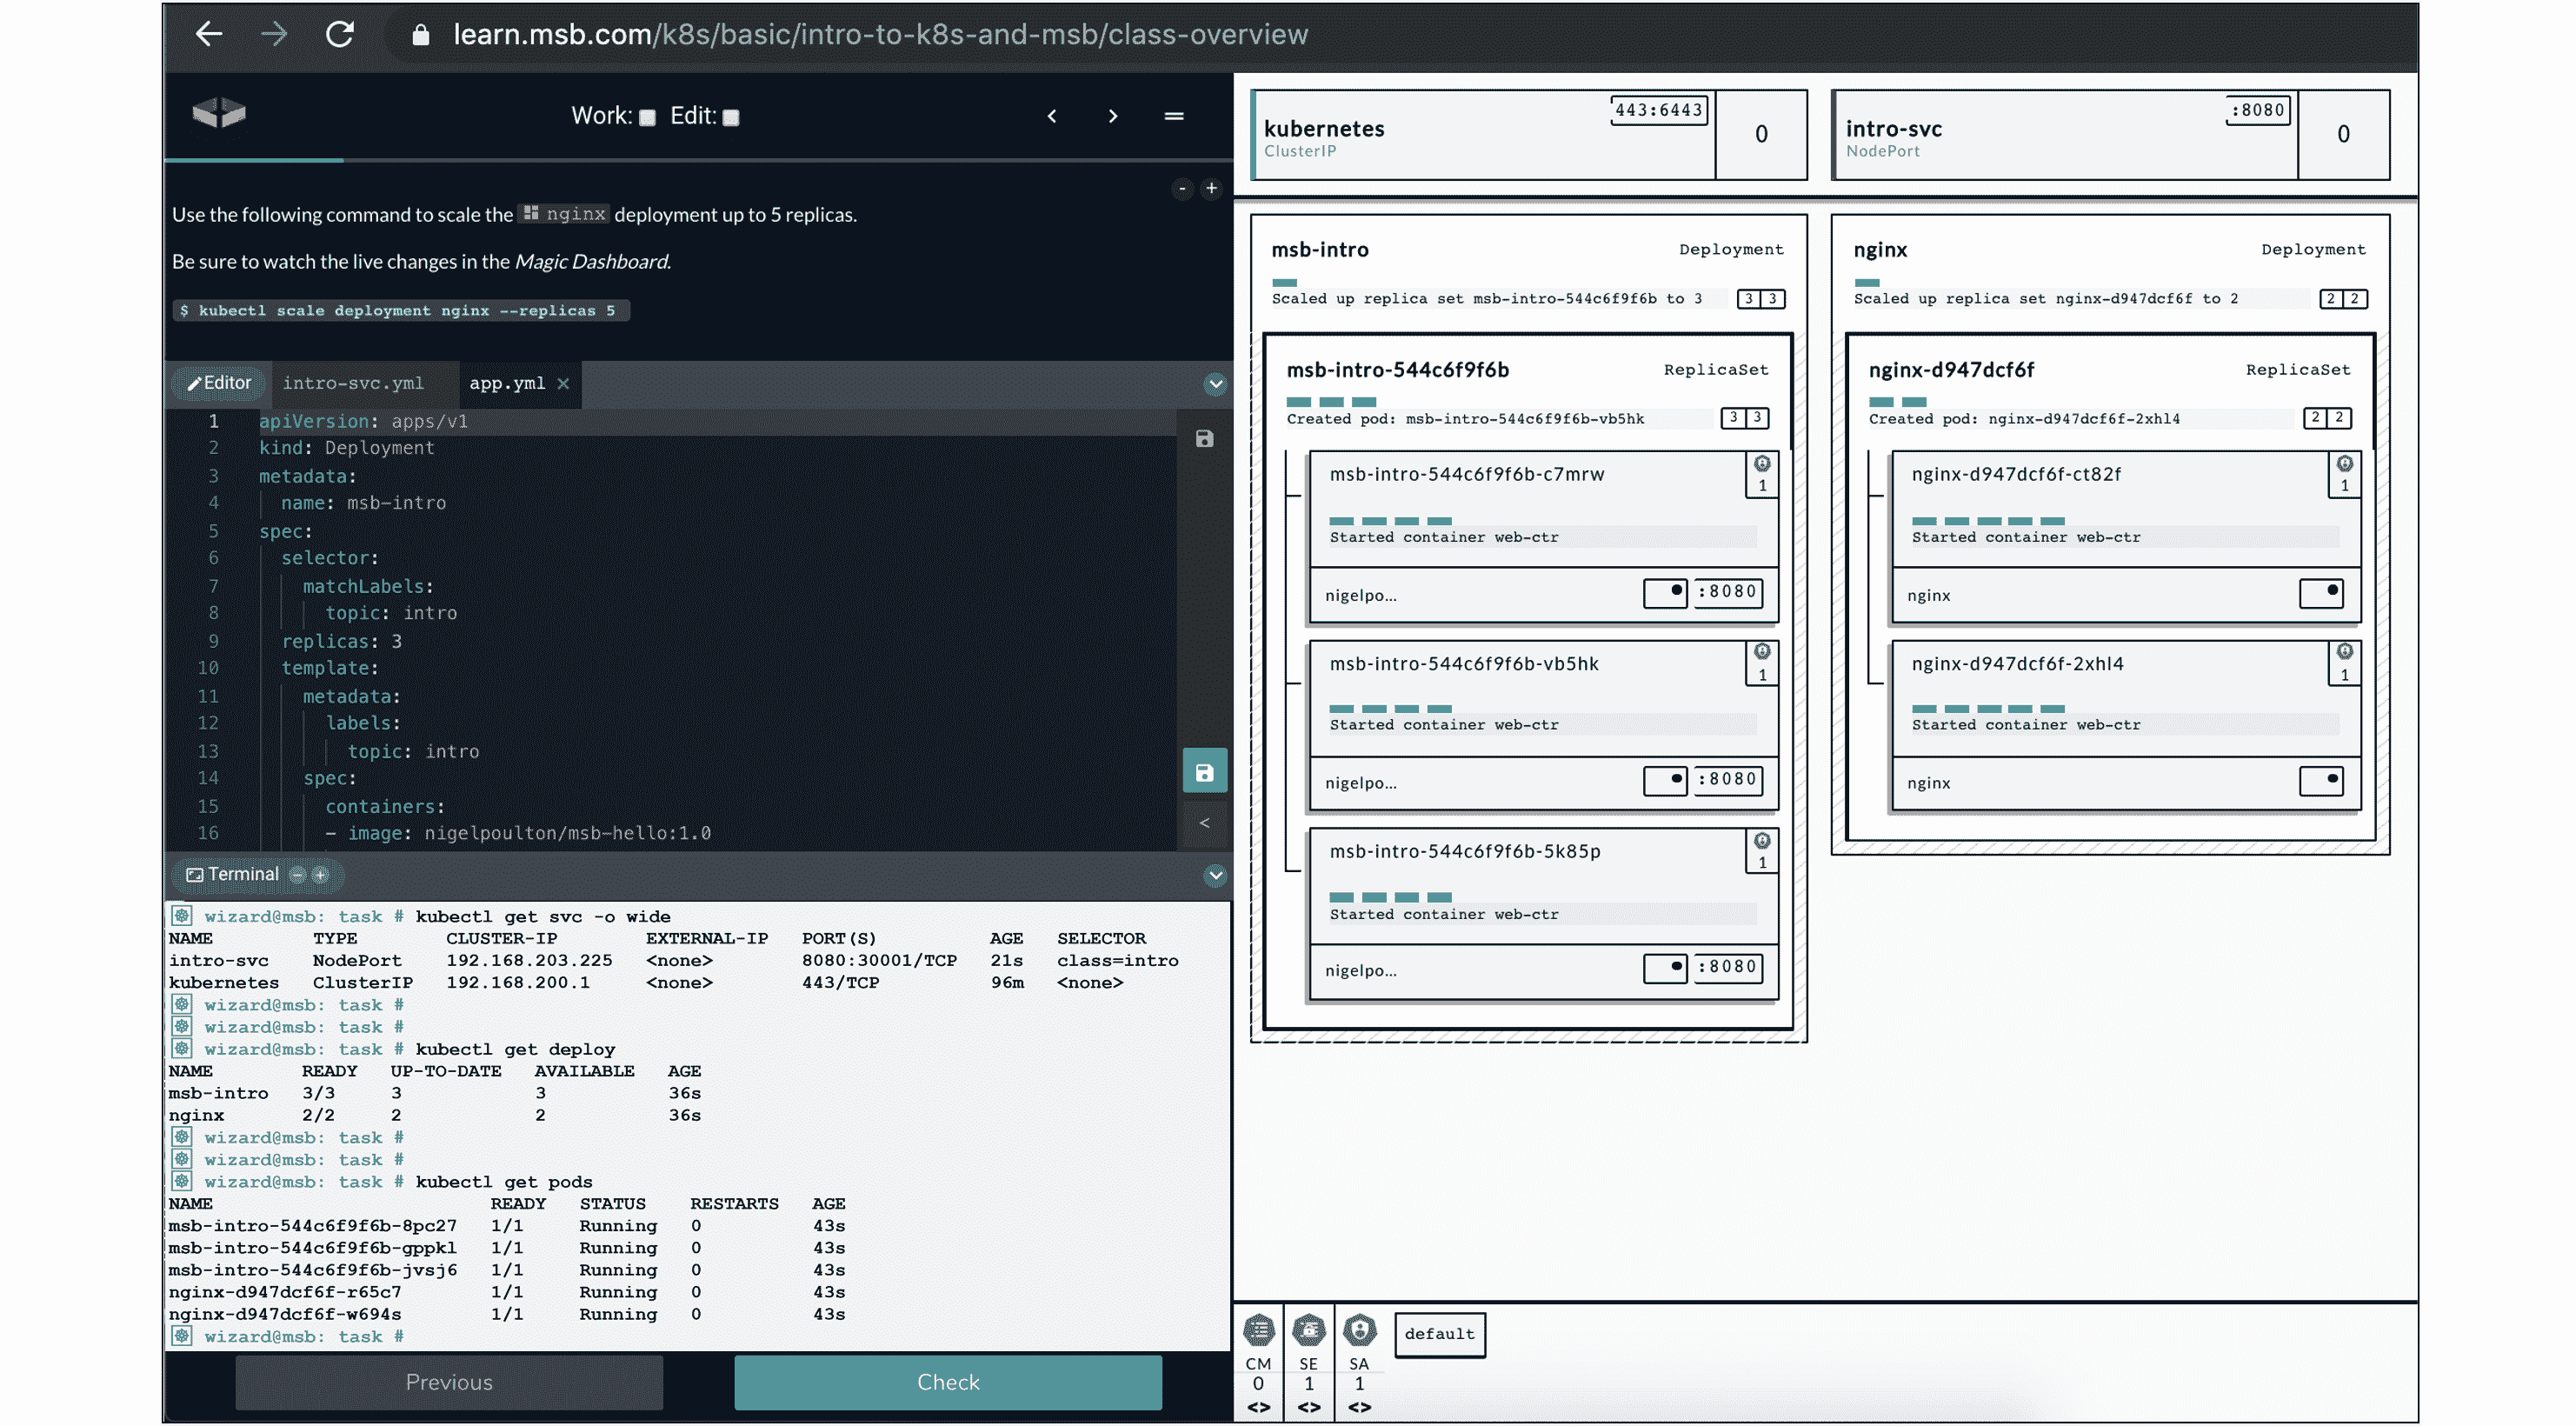 learn.msb.com/k8s/basic/intro-to-k8s-and-msb/class-overview
Work: Edit:
- +
Use the following command to scale the nginx deployment up to 5 replicas.
Be sure to watch the live changes in the Magic Dashboard.
$ kubectl scale deployment nginx --replicas 5
Editor intro-svc.yml app.yml ×
1 apiVersion: apps/v1
2 kind: Deployment
3 metadata:
4 name: msb-intro
5 spec:
6 selector:
7 matchLabels:
8 topic: intro
9 replicas: 3
10 template:
11 metadata:
12 labels:
13 topic: intro
14 spec:
15 containers:
16 - image: nigelpoulton/msb-hello:1.0
<
Terminal - +
wizard@msb: task # kubectl get svc -o wide
NAME TYPE CLUSTER-IP EXTERNAL-IP PORT(S) AGE SELECTOR
intro-svc NodePort 192.168.203.225 <none> 8080:30001/TCP 21s class=intro
kubernetes ClusterIP 192.168.200.1 <none> 443/TCP 96m <none>
wizard@msb: task #
wizard@msb: task #
wizard@msb: task # kubectl get deploy
NAME READY UP-TO-DATE AVAILABLE AGE
msb-intro 3/3 3 3 36s
nginx 2/2 2 2 36s
wizard@msb: task #
wizard@msb: task #
wizard@msb: task # kubectl get pods
NAME READY STATUS RESTARTS AGE
msb-intro-544c6f9f6b-8pc27 1/1 Running 0 43s
msb-intro-544c6f9f6b-gppkl 1/1 Running 0 43s
msb-intro-544c6f9f6b-jvsj6 1/1 Running 0 43s
nginx-d947dcf6f-r65c7 1/1 Running 0 43s
nginx-d947dcf6f-w694s 1/1 Running 0 43s
wizard@msb: task #
Previous Check
kubernetes 443:6443 0
ClusterIP
intro-svc :8080 0
NodePort
msb-intro Deployment
Scaled up replica set msb-intro-544c6f9f6b to 3 3 3
msb-intro-544c6f9f6b ReplicaSet
Created pod: msb-intro-544c6f9f6b-vb5hk 3 3
msb-intro-544c6f9f6b-c7mrw 1
Started container web-ctr
nigelpo... :8080
msb-intro-544c6f9f6b-vb5hk 1
Started container web-ctr
nigelpo... :8080
msb-intro-544c6f9f6b-5k85p 1
Started container web-ctr
nigelpo... :8080
nginx Deployment
Scaled up replica set nginx-d947dcf6f to 2 2 2
nginx-d947dcf6f ReplicaSet
Created pod: nginx-d947dcf6f-2xhl4 2 2
nginx-d947dcf6f-ct82f 1
Started container web-ctr
nginx
nginx-d947dcf6f-2xhl4 1
Started container web-ctr
nginx
CM SE SA default
0 1 1
<> <> <>